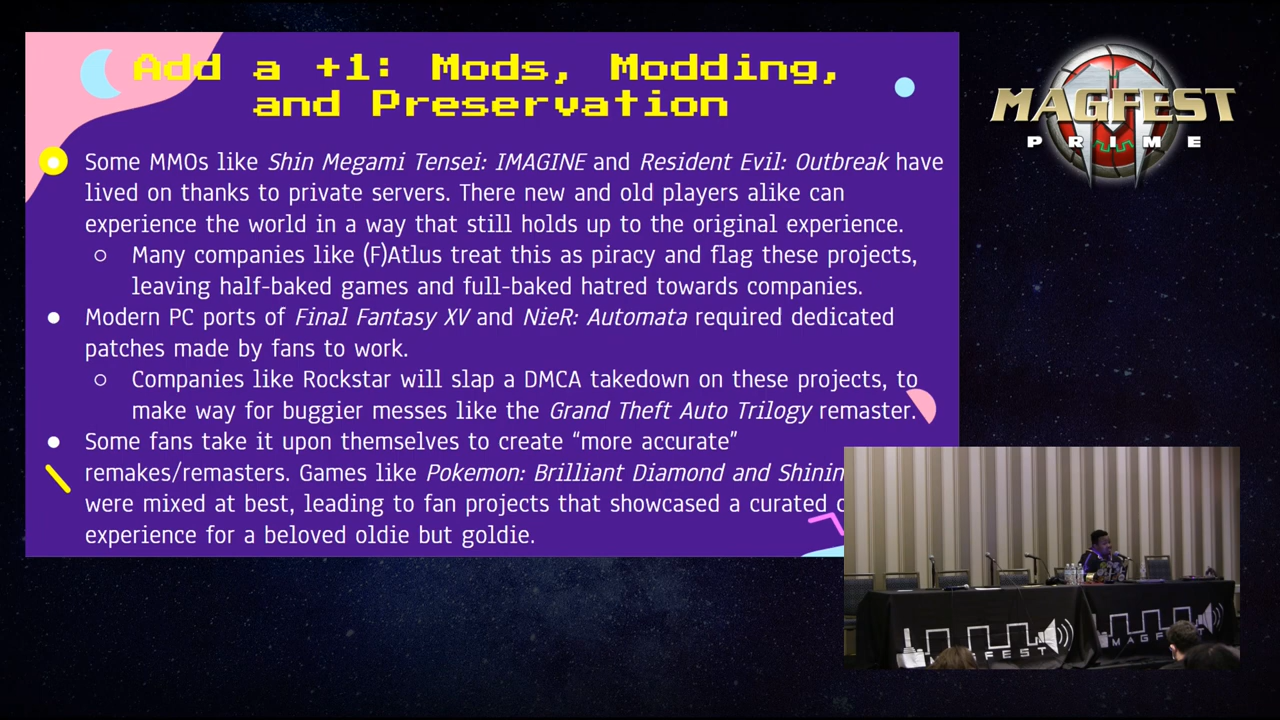 Add a +1: Mods, Modding,
and Preservation
Some MMOs like Shin Megami Tensei: IMAGINE and Resident Evil: Outbreak have
lived on thanks to private servers. There new and old players alike can
experience the world in a way that still holds up to the original experience.
Many companies like (F)Atlus treat this as piracy and flag these projects,
leaving half-baked games and full-baked hatred towards companies.
Modern PC ports of Final Fantasy XV and NieR: Automata required dedicated
patches made by fans to work.
Companies like Rockstar will slap a DMCA takedown on these projects, to
make way for buggier messes like the Grand Theft Auto Trilogy remaster.
Some fans take it upon themselves to create “more accurate”
remakes/remasters. Games like Pokemon: Brilliant Diamond and Shinin
were mixed at best, leading to fan projects that showcased a curated
experience for a beloved oldie but goldie.
MAGFEST
PRIME
MAGFEST
MAGFEST